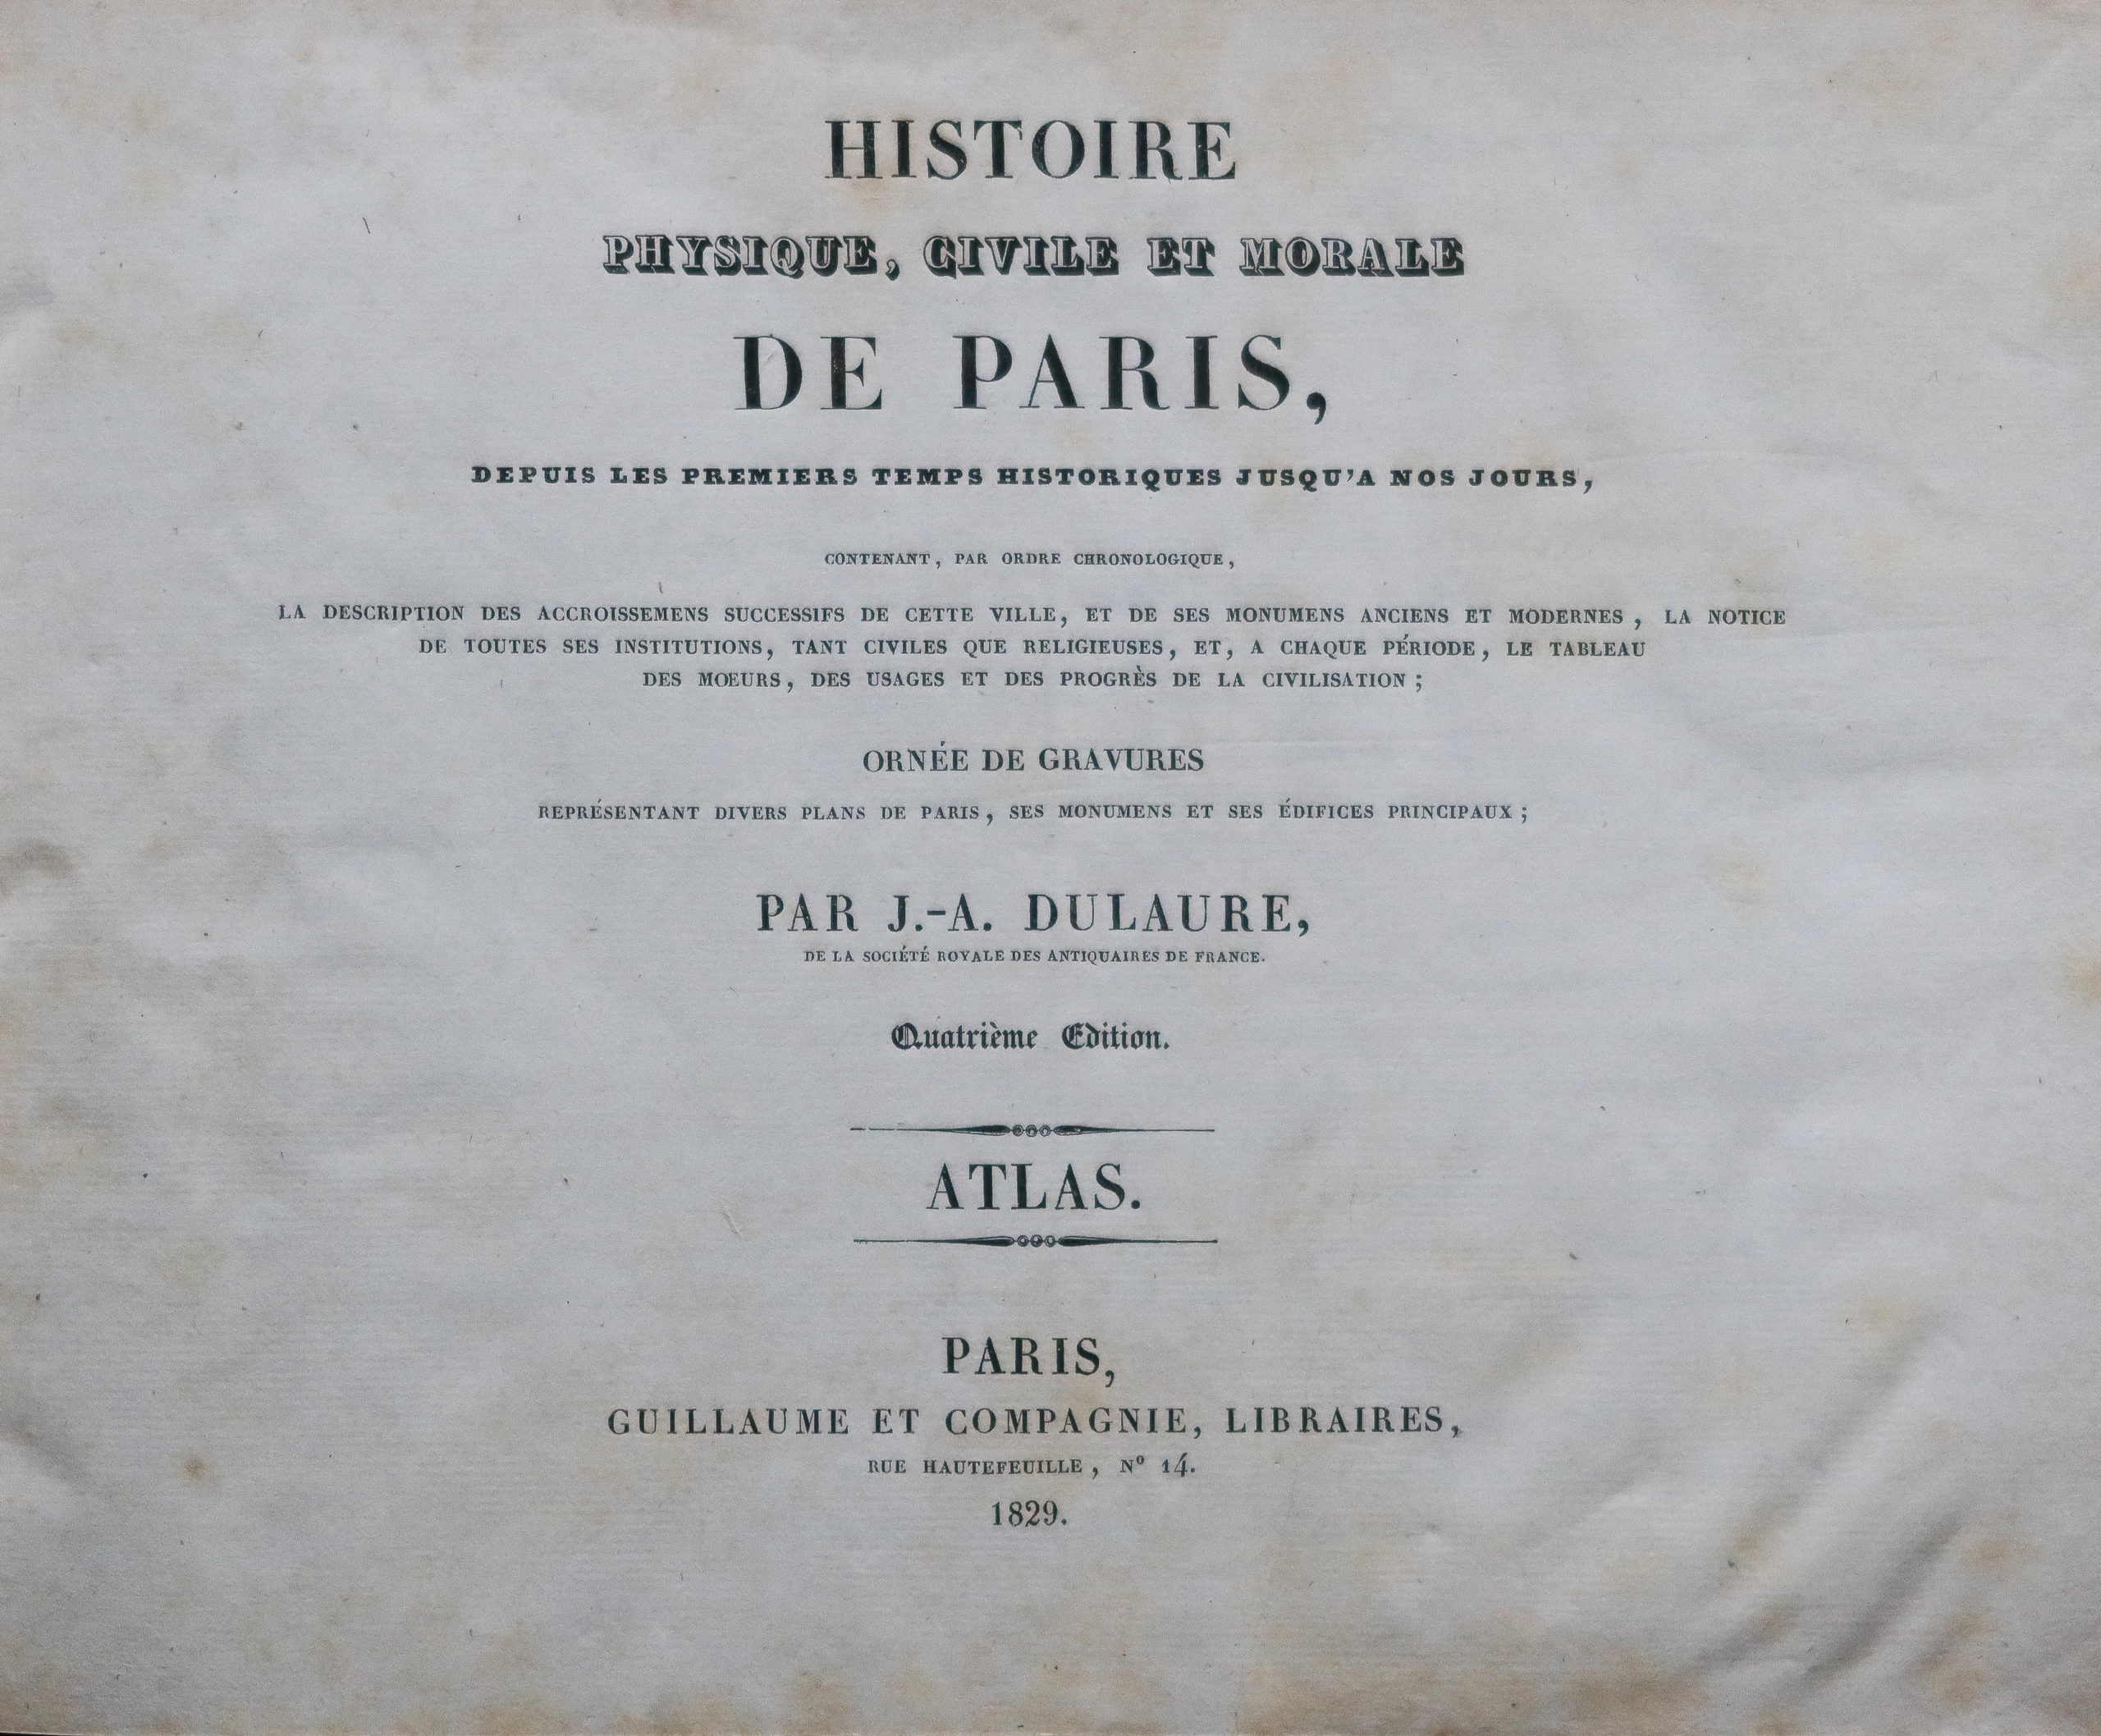 HISTOIRE
PHYSIQUE, CIVILE ET MORALE
DE PARIS,
DEPUIS LES PREMIERS TEMPS HISTORIQUES JUSQU'A NOS JOURS,
CONTENANT, PAR ORDRE CHRONOLOGIQUE,
LA DESCRIPTION DES ACCROISSEMENS SUCCESSIFS DE CETTE VILLE, ET DE SES MONUMENS ANCIENS ET MODERNES, LA NOTICE
DE TOUTES SES INSTITUTIONS, TANT CIVILES QUE RELIGIEUSES, ET, A CHAQUE PÉRIODE, LE TABLEAU
DES MOEURS, DES USAGES ET DES PROGRÈS DE LA CIVILISATION;
ORNÉE DE GRAVURES
REPRÉSENTANT DIVERS PLANS DE PARIS, SES MONUMENS ET SES ÉDIFICES PRINCIPAUX;
PAR J.-A. DULAURE,
DE LA SOCIÉTÉ ROYALE DES ANTIQUAIRES DE FRANCE.
Quatrième Edition.
ATLAS.
PARIS,
GUILLAUME ET COMPAGNIE, LIBRAIRES,
RUE HAUTEFEUILLE, Nº 14.
1829.